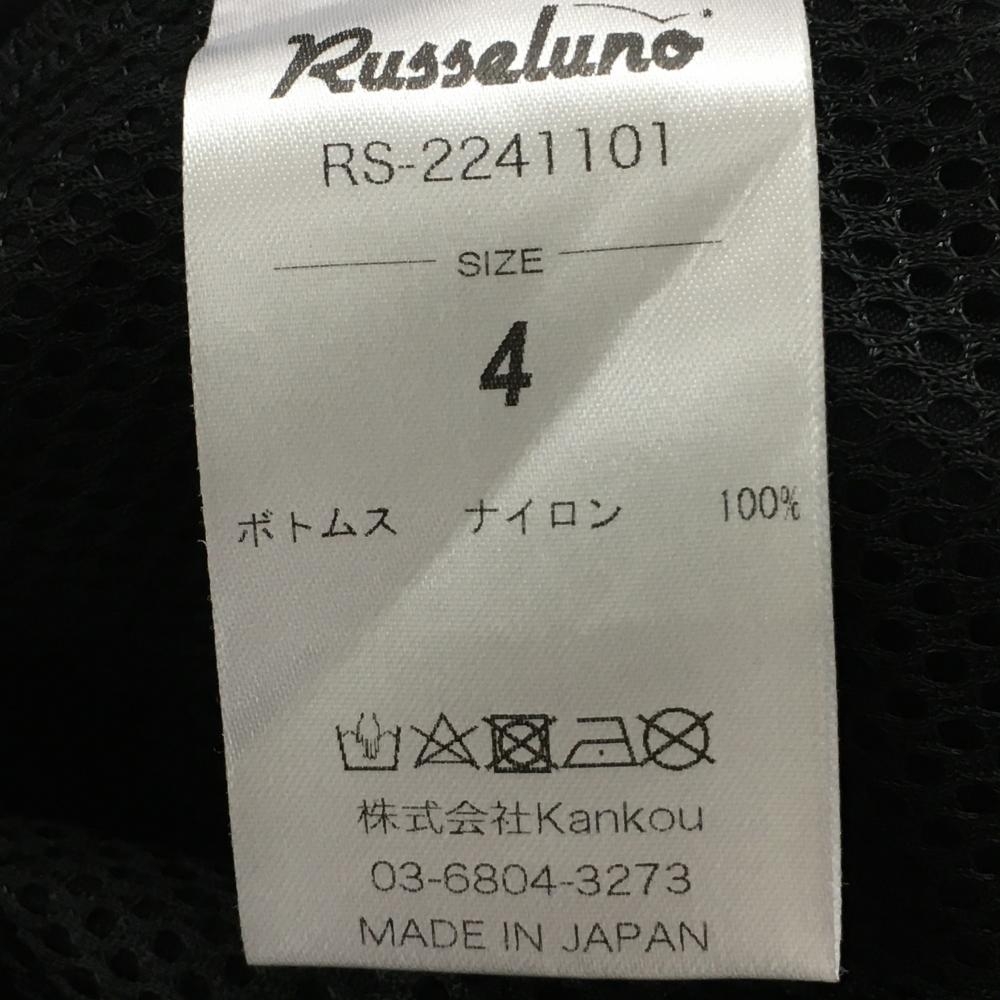 Russeluno
RS-2241101
SIZE
4
ボトムス ナイロン 100%
株式会社Kankou
03-6804-3273
MADE IN JAPAN